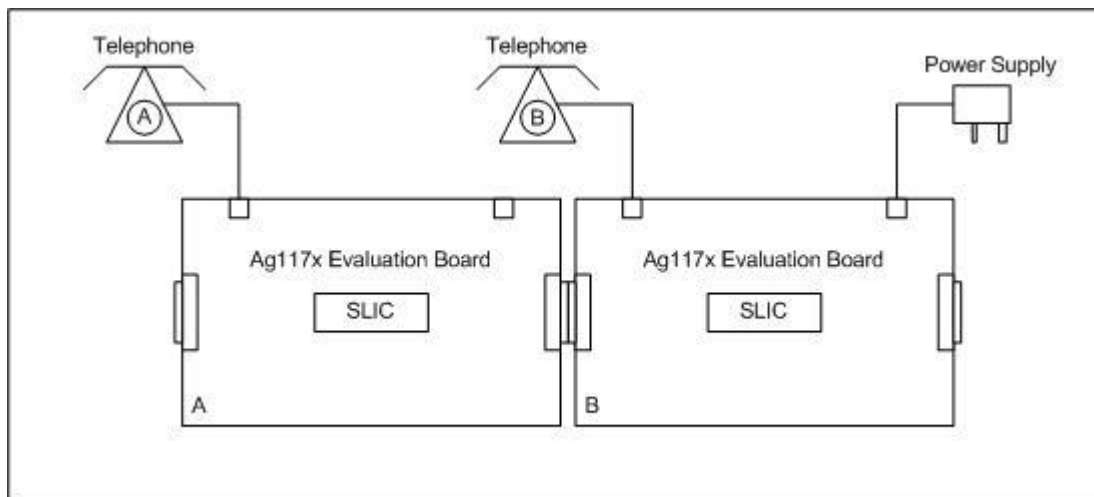 Telephone
Telephone
Power Supply
A
B
Ag117x Evaluation Board
Ag117x Evaluation Board
SLIC
SLIC
A
B